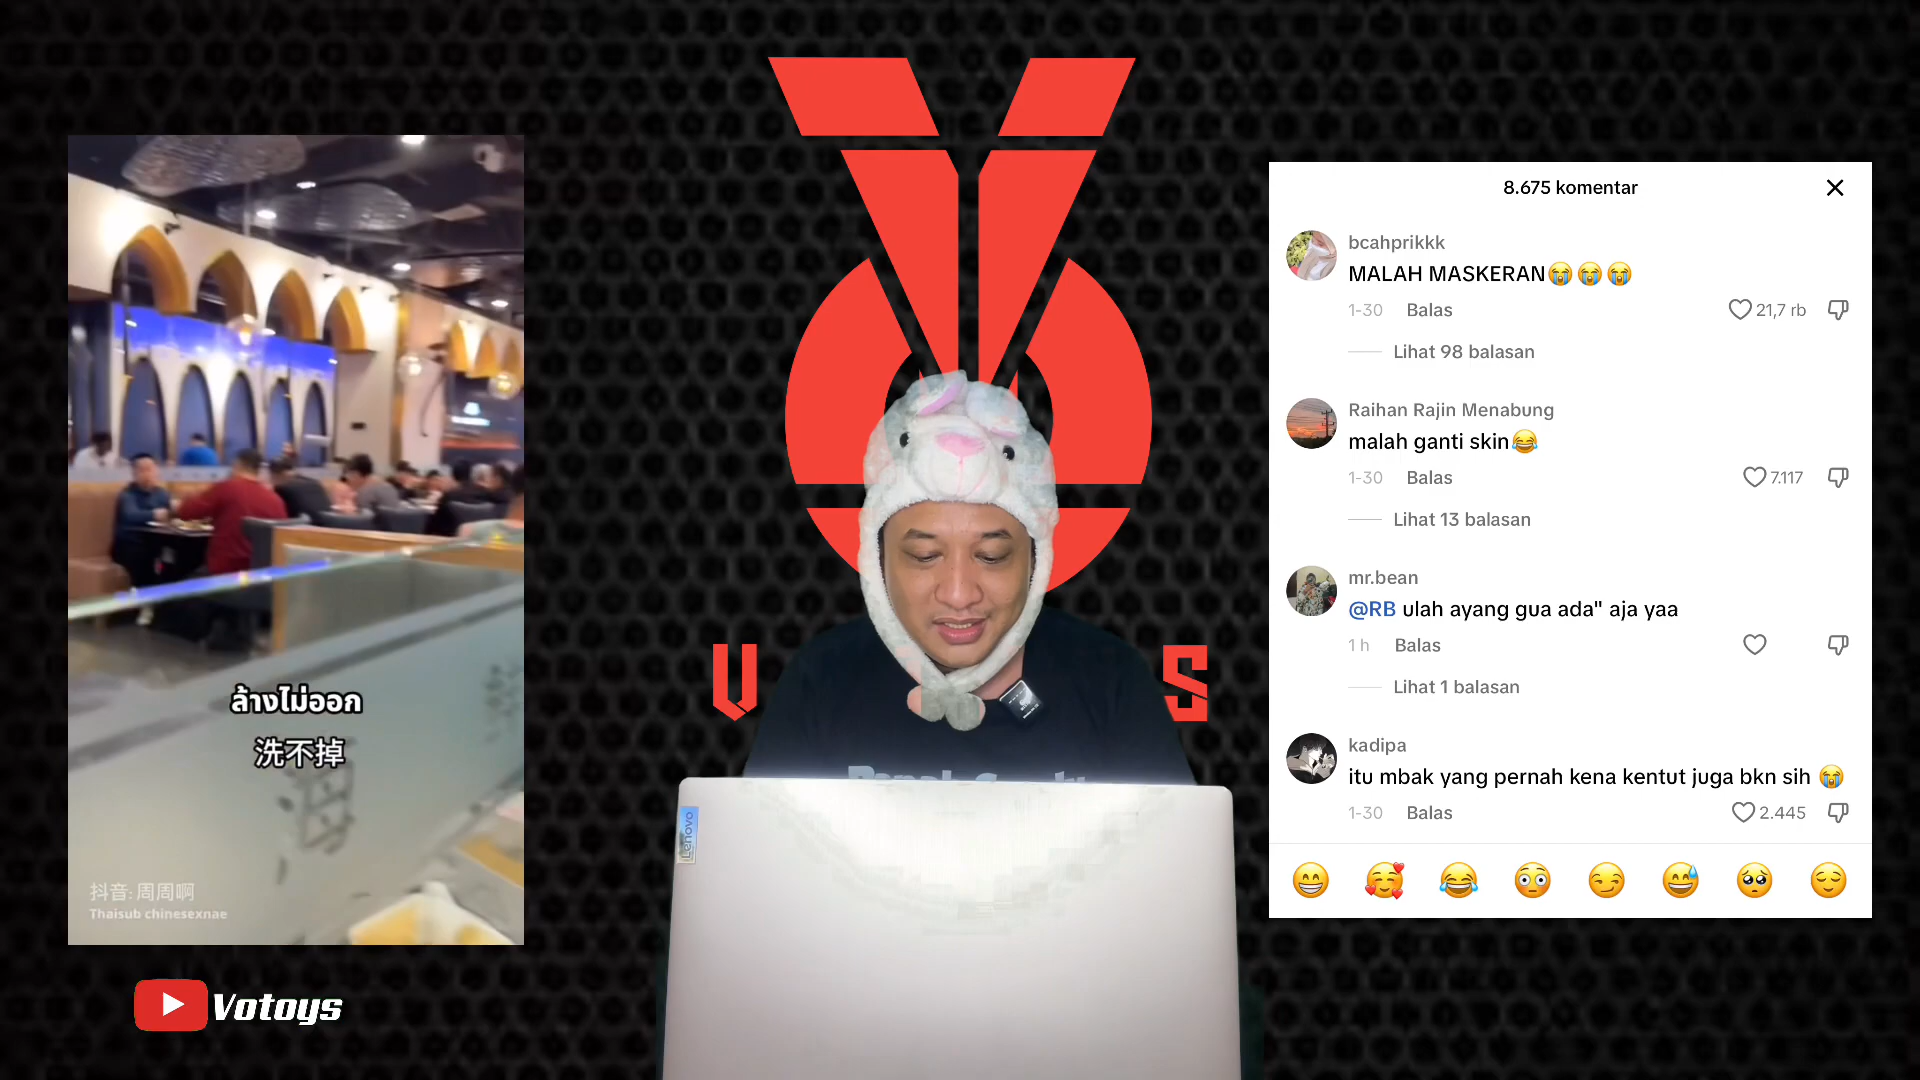 ล้างไม่ออก
洗不掉
抖音: 周周啊
Thaisub chinesexnae
Votoys
V
S
Lenovo
8.675 komentar
bcahprikkk
MALAH MASKERAN😭😭😭
1-30 Balas 21,7 rb
Lihat 98 balasan
Raihan Rajin Menabung
malah ganti skin😂
1-30 Balas 7.117
Lihat 13 balasan
mr.bean
@RB ulah ayang gua ada" aja yaa
1 h Balas
Lihat 1 balasan
kadipa
itu mbak yang pernah kena kentut juga bkn sih 😭
1-30 Balas 2.445